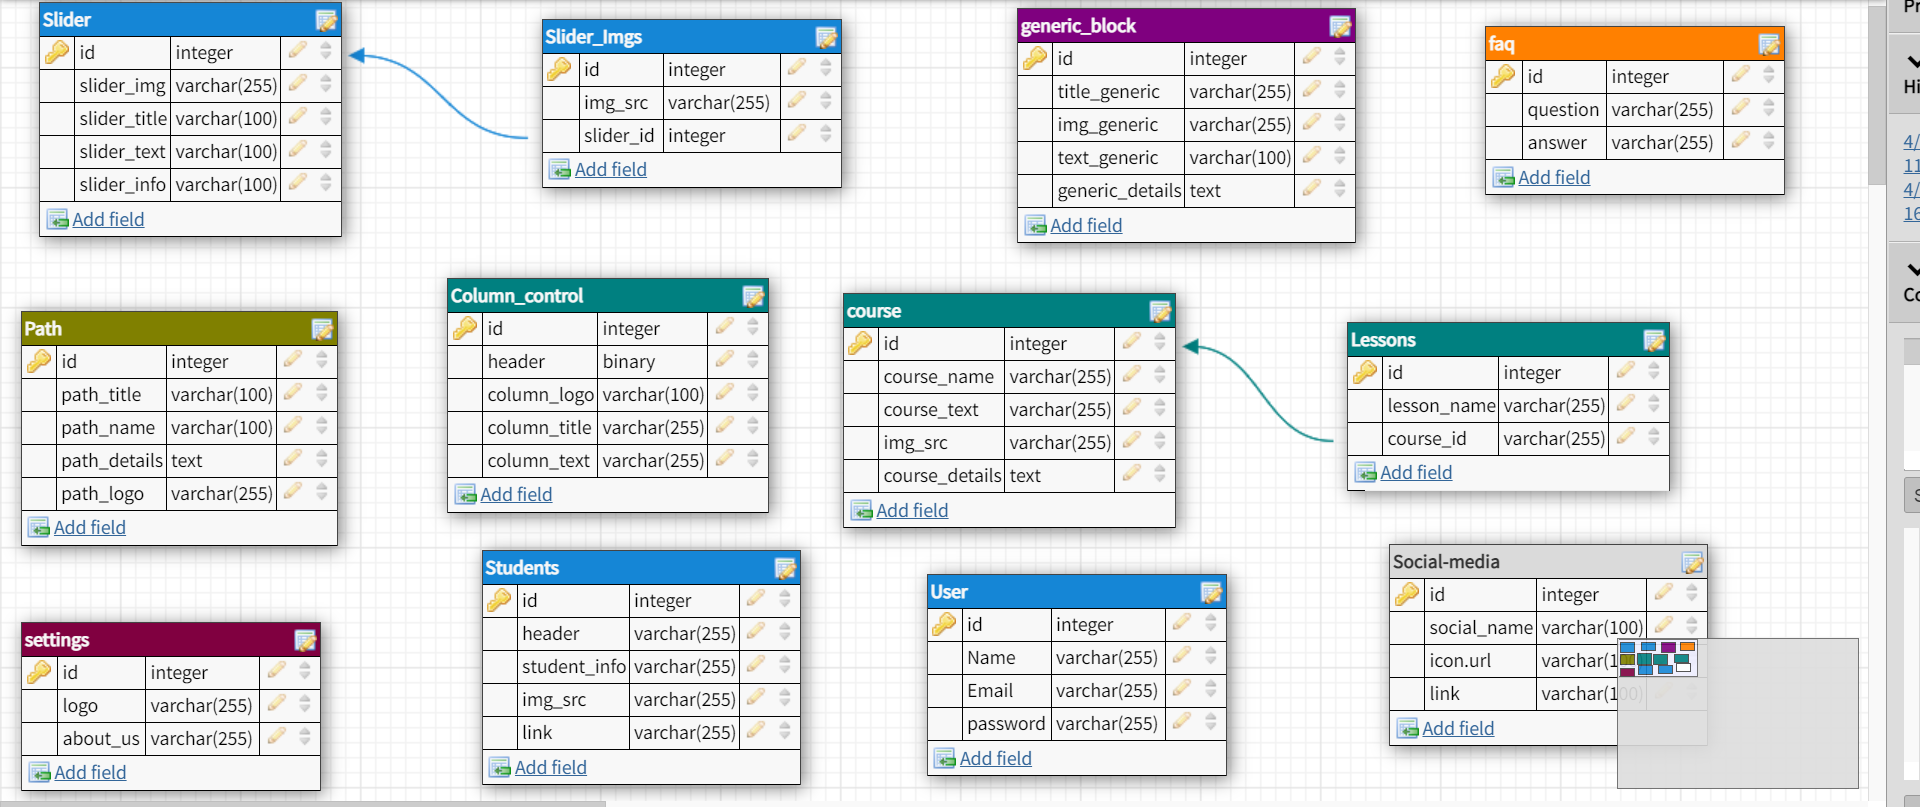 Slider
id integer
slider_img varchar(255)
slider_title varchar(100)
slider_text varchar(100)
slider_info varchar(100)
Add field
Slider_Imgs
id integer
img_src varchar(255)
slider_id integer
Add field
generic_block
id integer
title_generic varchar(255)
img_generic varchar(255)
text_generic varchar(100)
generic_details text
Add field
faq
id integer
question varchar(255)
answer varchar(255)
Add field
Path
id integer
path_title varchar(100)
path_name varchar(100)
path_details text
path_logo varchar(255)
Add field
Column_control
id integer
header binary
column_logo varchar(100)
column_title varchar(255)
column_text varchar(255)
Add field
course
id integer
course_name varchar(255)
course_text varchar(255)
img_src varchar(255)
course_details text
Add field
Lessons
id integer
lesson_name varchar(255)
course_id varchar(255)
Add field
settings
id integer
logo varchar(255)
about_us varchar(255)
Add field
Students
id integer
header varchar(255)
student_info varchar(255)
img_src varchar(255)
link varchar(255)
Add field
User
id integer
Name varchar(255)
Email varchar(255)
password varchar(255)
Add field
Social-media
id integer
social_name varchar(100)
icon.url
link varchar(100)
Add field
Pr
Hi
4/
11
4/
16
Co